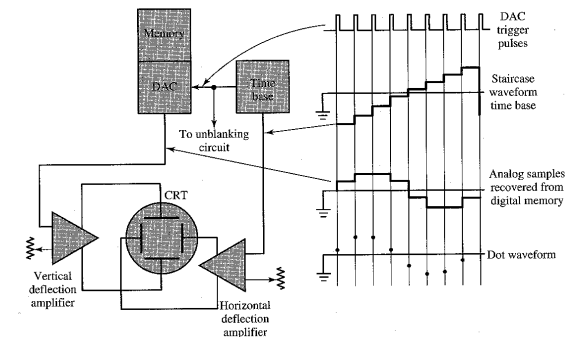 Memory
DAC
Time
base
To unblanking
circuit
CRT
Vertical
deflection
amplifier
Horizontal
deflection
amplifier
DAC
trigger
pulses
Staircase
waveform
time base
Analog samples
recovered from
digital memory
Dot waveform